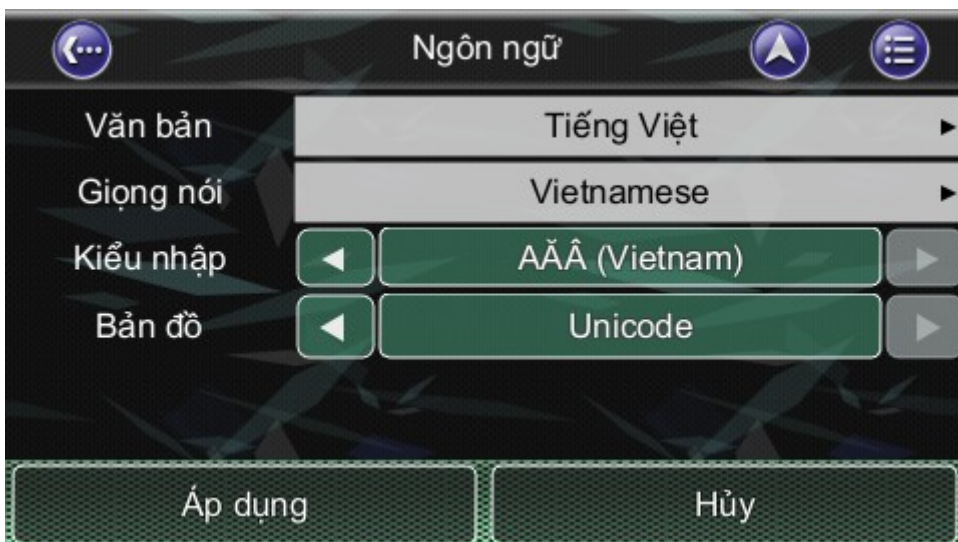 Ngôn ngữ
Văn bản Tiếng Việt
Giọng nói Vietnamese
Kiểu nhập AĂÂ (Vietnam)
Bản đồ Unicode
Áp dụng Hủy